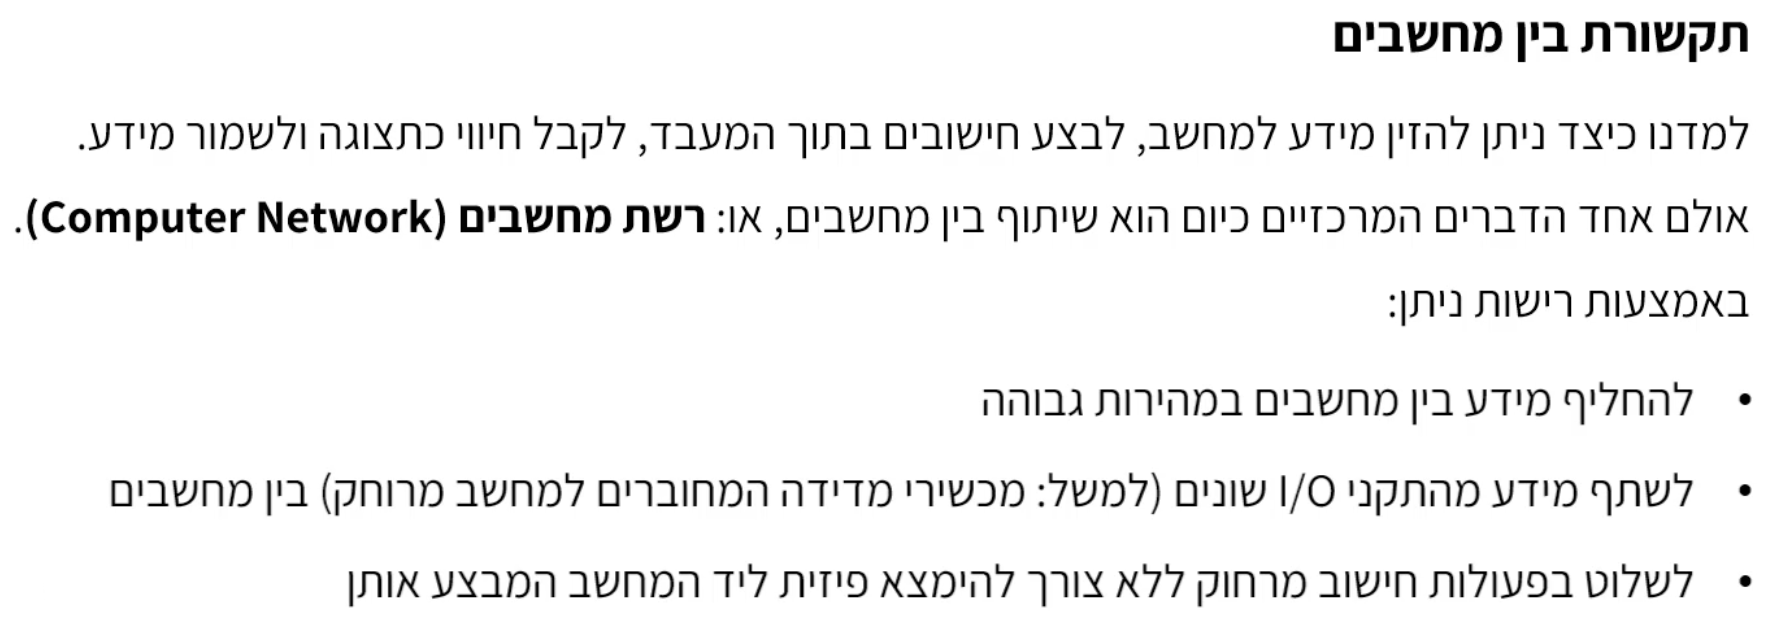 תקשורת בין מחשבים
למדנו כיצד ניתן להזין מידע למחשב, לבצע חישובים בתוך המעבד, לקבל חיווי כתצוגה ולשמור מידע.
אולם אחד הדברים המרכזיים כיום הוא שיתוף בין מחשבים, או: רשת מחשבים (Computer Network).
באמצעות רישות ניתן:
• להחליף מידע בין מחשבים במהירות גבוהה
• לשתף מידע מהתקני I/O שונים (למשל: מכשירי מדידה המחוברים למחשב מרוחק) בין מחשבים
• לשלוט בפעולות חישוב מרחוק ללא צורך להימצא פיזית ליד המחשב המבצע אותן